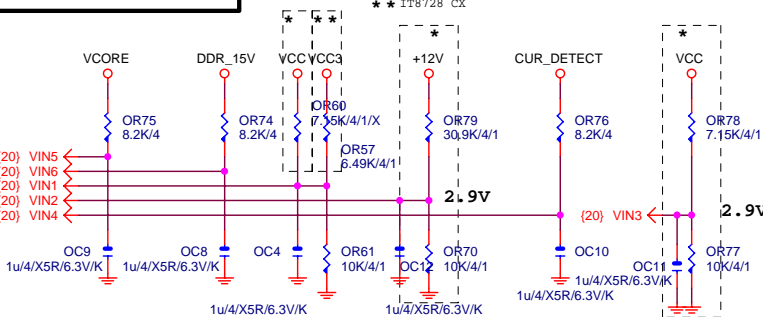 * * IT8728 CX
* * * * *
VCORE DDR_15V VCC VCC3 +12V CUR_DETECT VCC
OR75 OR74 OR60 OR79 OR76 OR78
8.2K/4 8.2K/4 7.15K/4/1/X 30.9K/4/1 8.2K/4 7.15K/4/1
OR57
6.49K/4/1
{20} VIN5
{20} VIN6
{20} VIN1
{20} VIN2 2.9V
{20} VIN4 {20} VIN3 2.9V
OC9 OC8 OC4 OR61 OC12 OR70 OC10 OC11 OR77
1u/4/X5R/6.3V/K 1u/4/X5R/6.3V/K 10K/4/1 10K/4/1 1u/4/X5R/6.3V/K 10K/4/1
1u/4/X5R/6.3V/K 1u/4/X5R/6.3V/K 1u/4/X5R/6.3V/K